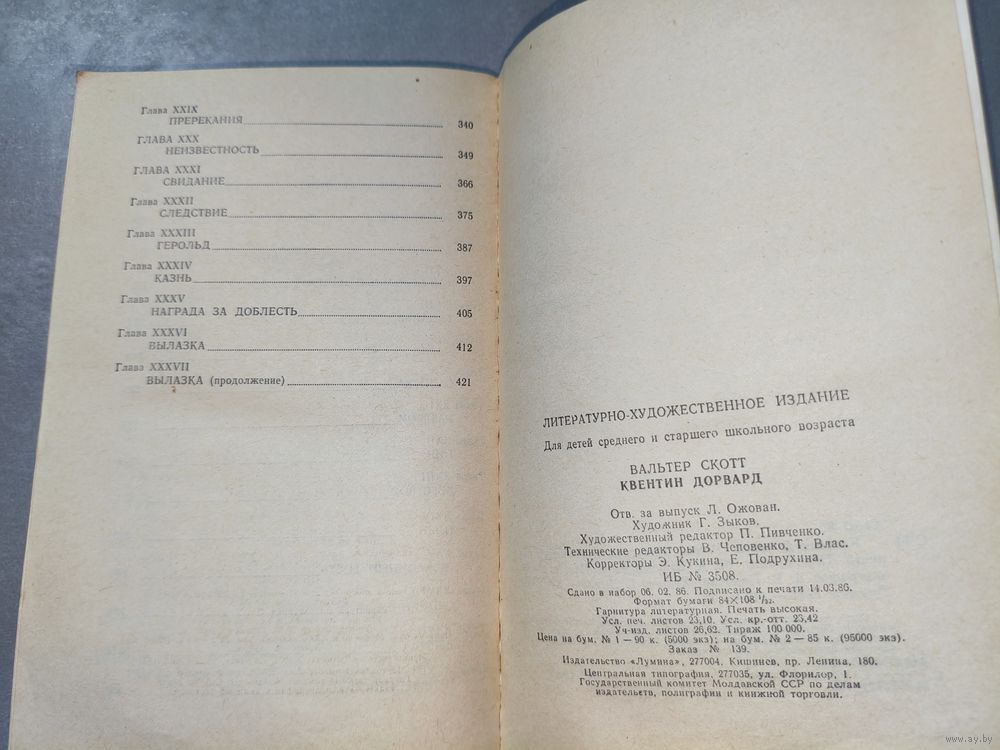 Глава XXIX
ПРЕРЕКАНИЯ 340
ГЛАВА XXX
НЕИЗВЕСТНОСТЬ 349
ГЛАВА XXXI
СВИДАНИЕ 366
Глава XXXII
СЛЕДСТВИЕ 375
Глава XXXIII
ГЕРОЛЬД 387
Глава XXXIV
КАЗНЬ 397
Глава XXXV
НАГРАДА ЗА ДОБЛЕСТЬ 405
Глава XXXVI
ВЫЛАЗКА 412
Глава XXXVII
ВЫЛАЗКА (продолжение) 421
ЛИТЕРАТУРНО-ХУДОЖЕСТВЕННОЕ ИЗДАНИЕ
Для детей среднего и старшего школьного возраста
ВАЛЬТЕР СКОТТ
КВЕНТИН ДОРВАРД
Отв. за выпуск Л. Ожован.
Художник Г. Зыков.
Художественный редактор П. Пивченко.
Технические редакторы В. Чеповенко, Т. Влас.
Корректоры Э. Кукина, Е. Подрухина.
ИБ № 3508.
Сдано в набор 06. 02. 86. Подписано к печати 14.03.86.
Формат бумаги 84×108 1/32.
Гарнитура литературная. Печать высокая.
Усл. печ. листов 23,10. Усл. кр.-отт. 23,42
Уч-изд. листов 26,62. Тираж 100 000.
Цена на бум. № 1—90 к. (5000 экз); на бум. № 2—85 к. (95000 экз).
Заказ № 139.
Издательство «Лумина», 277004, Кишинев, пр. Ленина, 180.
Центральная типография, 277035, ул. Флорилор, 1.
Государственный комитет Молдавской ССР по делам
издательств, полиграфии и книжной торговли.
www.ay.by